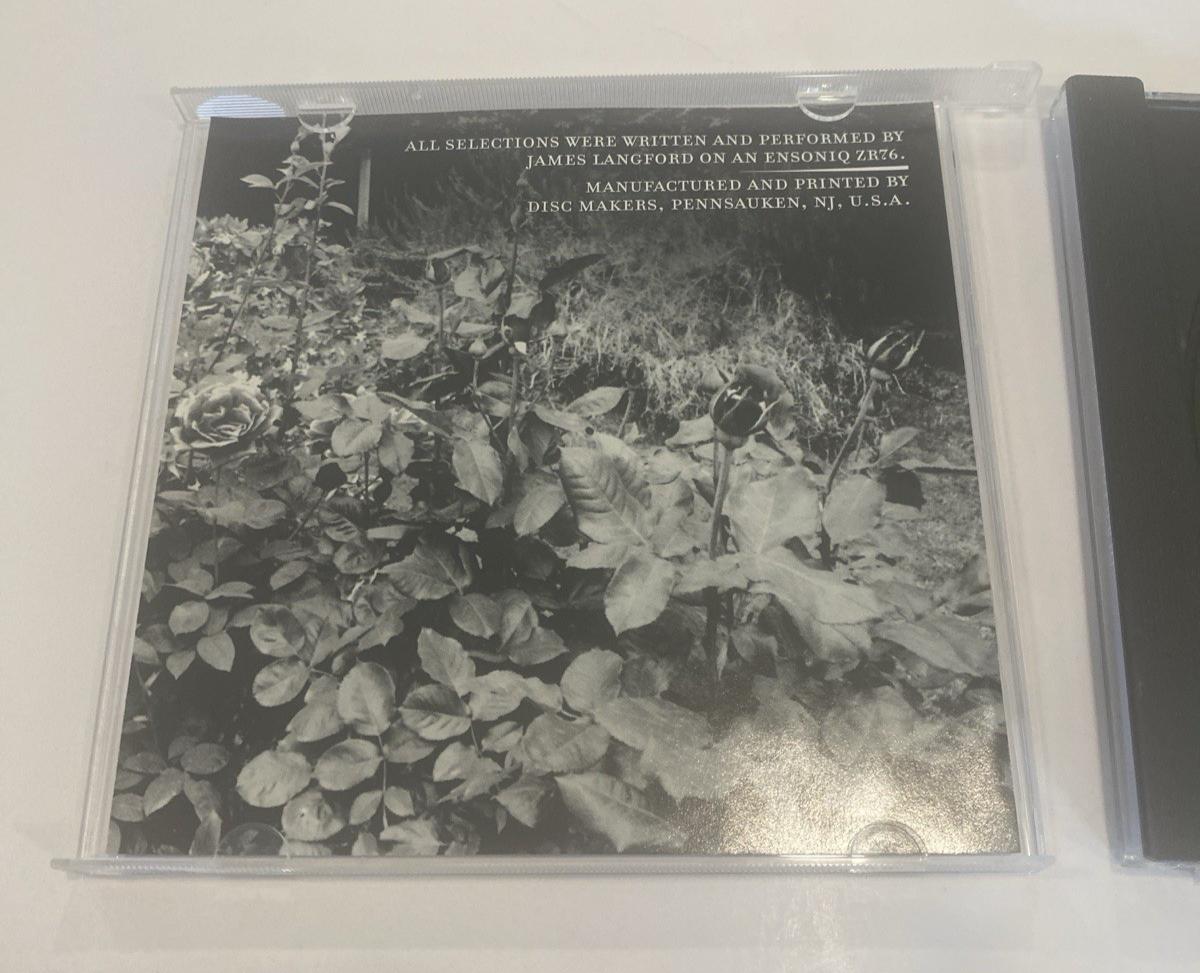 ALL SELECTIONS WERE WRITTEN AND PERFORMED BY
JAMES LANGFORD ON AN ENSONIQ ZR76.
MANUFACTURED AND PRINTED BY
DISC MAKERS, PENNSAUKEN, NJ, U.S.A.